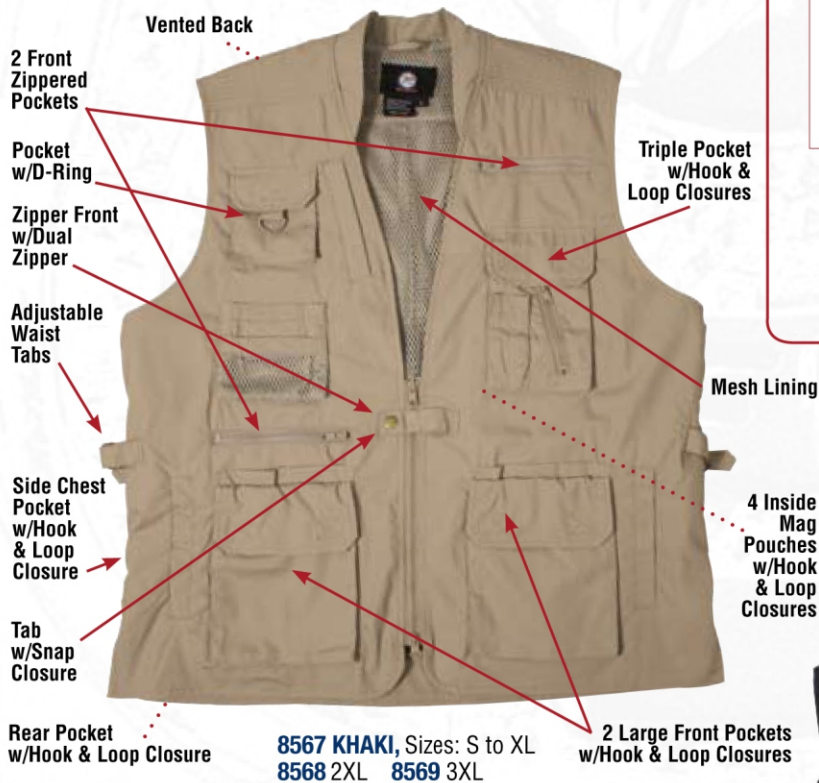 Vented Back
2 Front
Zippered
Pockets
Pocket
w/D-Ring
Zipper Front
w/Dual
Zipper
Adjustable
Waist
Tabs
Side Chest
Pocket
w/Hook
& Loop
Closure
Tab
w/Snap
Closure
Rear Pocket
w/Hook & Loop Closure
Triple Pocket
w/Hook &
Loop Closures
Mesh Lining
4 Inside
Mag
Pouches
w/Hook
& Loop
Closures
2 Large Front Pockets
w/Hook & Loop Closures
8567 KHAKI, Sizes: S to XL
8568 2XL 8569 3XL